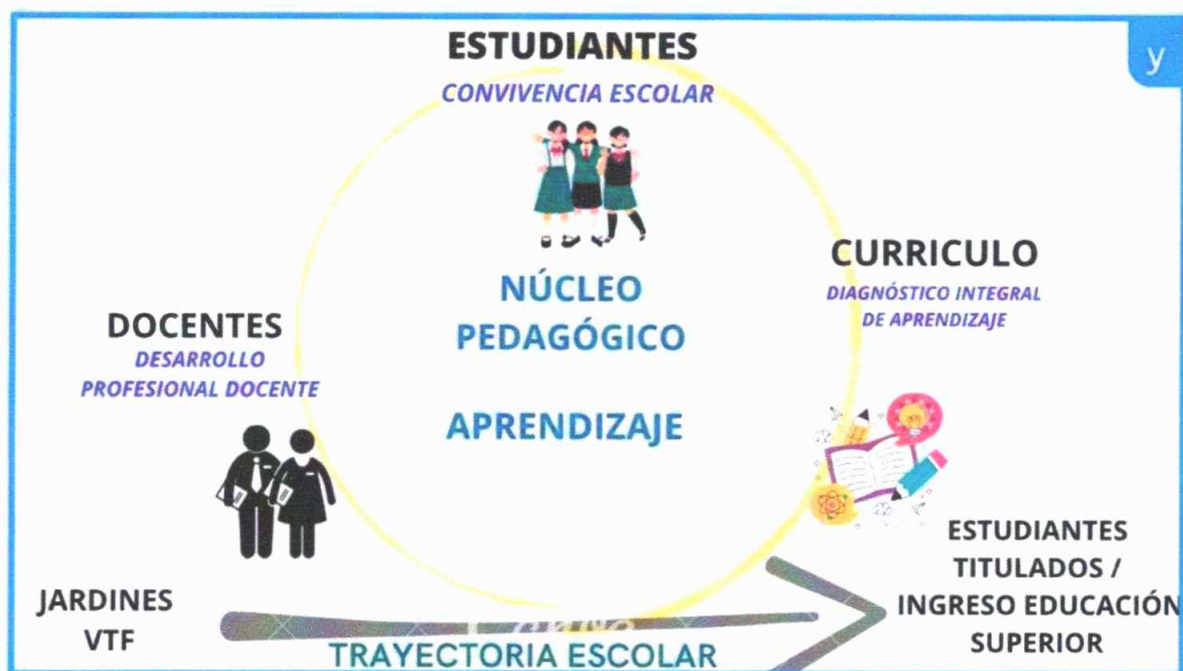 ESTUDIANTES
CONVIVENCIA ESCOLAR
y
NÚCLEO
PEDAGÓGICO
APRENDIZAJE
CURRICULO
DIAGNÓSTICO INTEGRAL
DE APRENDIZAJE
DOCENTES
DESARROLLO
PROFESIONAL DOCENTE
JARDINES
VTF
TRAYECTORIA ESCOLAR
ESTUDIANTES
TITULADOS /
INGRESO EDUCACIÓN
SUPERIOR